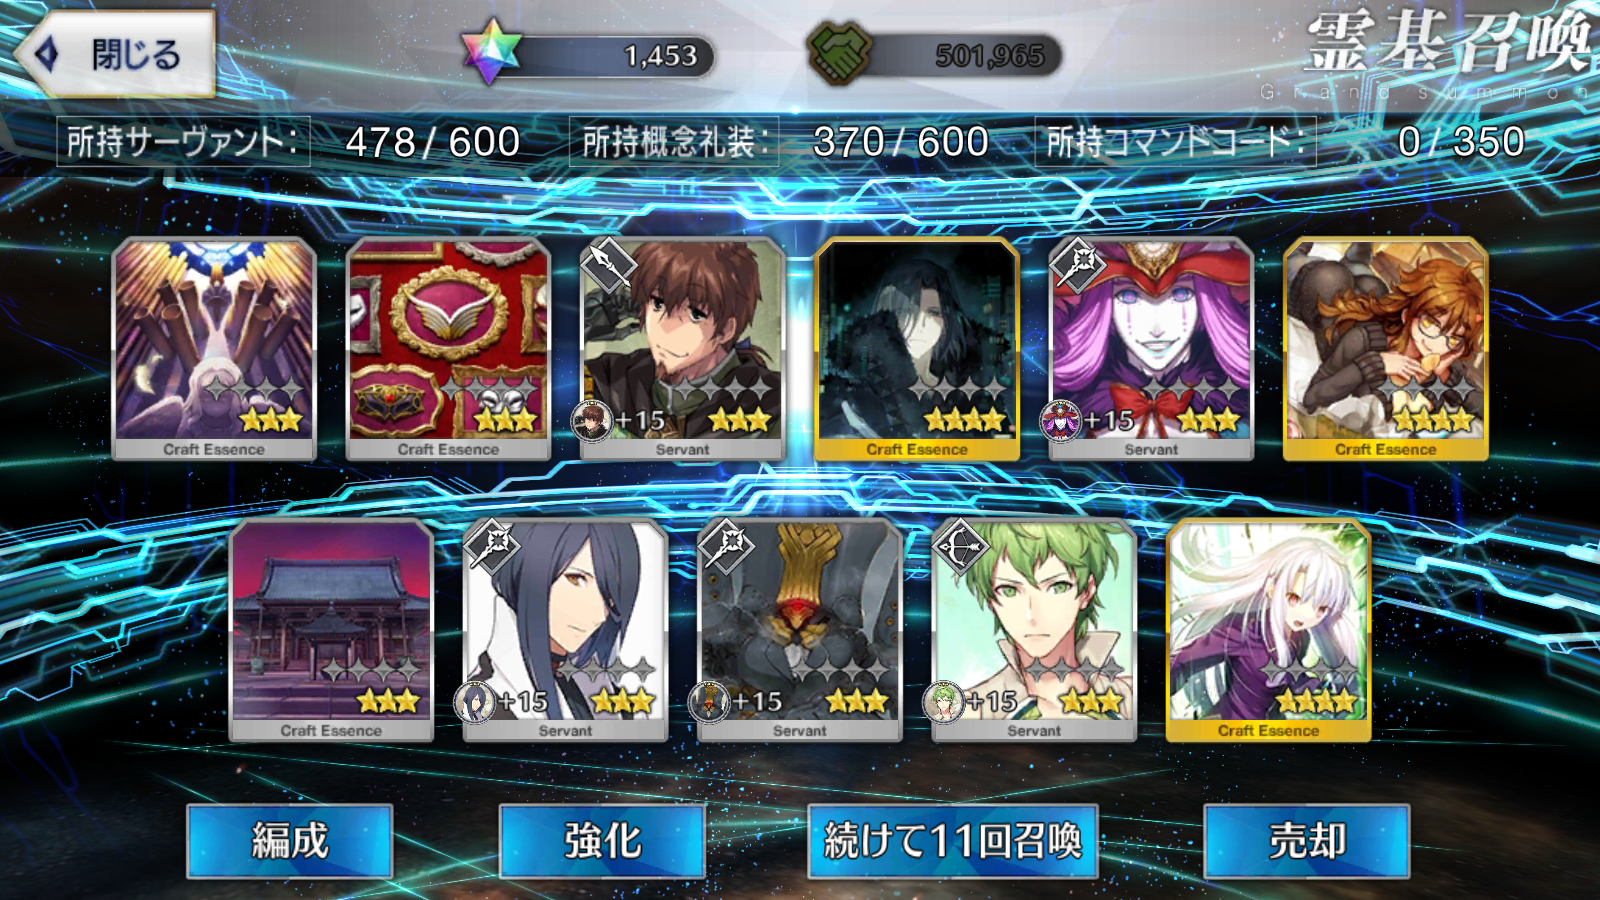 閉じる
1,453
501,965
霊基召喚
Grand summon
所持サーヴァント: 478 / 600
所持概念礼装: 370 / 600
所持コマンドコード: 0 / 350
Craft Essence
Craft Essence
+15
Servant
Craft Essence
+15
Servant
Craft Essence
Craft Essence
+15
Servant
+15
Servant
+15
Servant
Craft Essence
編成
強化
続けて11回召喚
売却